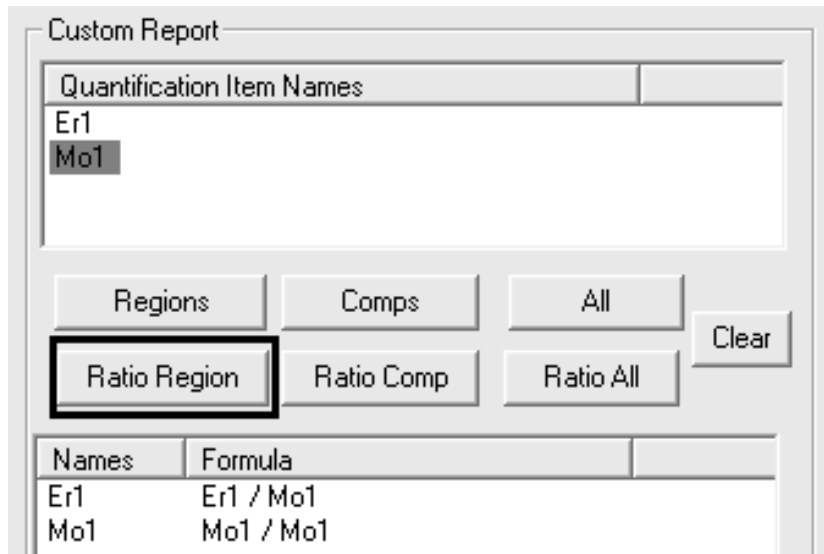 Custom Report
Quantification Item Names
Er1
Mo1
Regions Comps All
Clear
Ratio Region Ratio Comp Ratio All
Names Formula
Er1 Er1 / Mo1
Mo1 Mo1 / Mo1